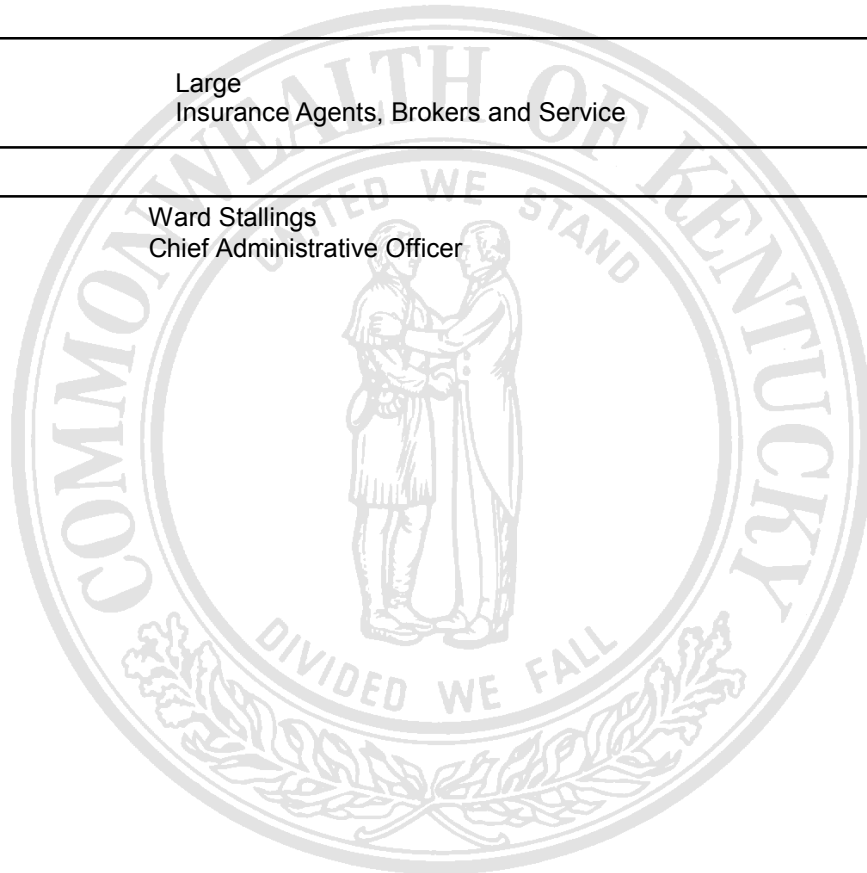 Large
Insurance Agents, Brokers and Service
Ward Stallings
Chief Administrative Officer
COMMONWEALTH OF KENTUCKY
UNITED WE STAND
DIVIDED WE FALL